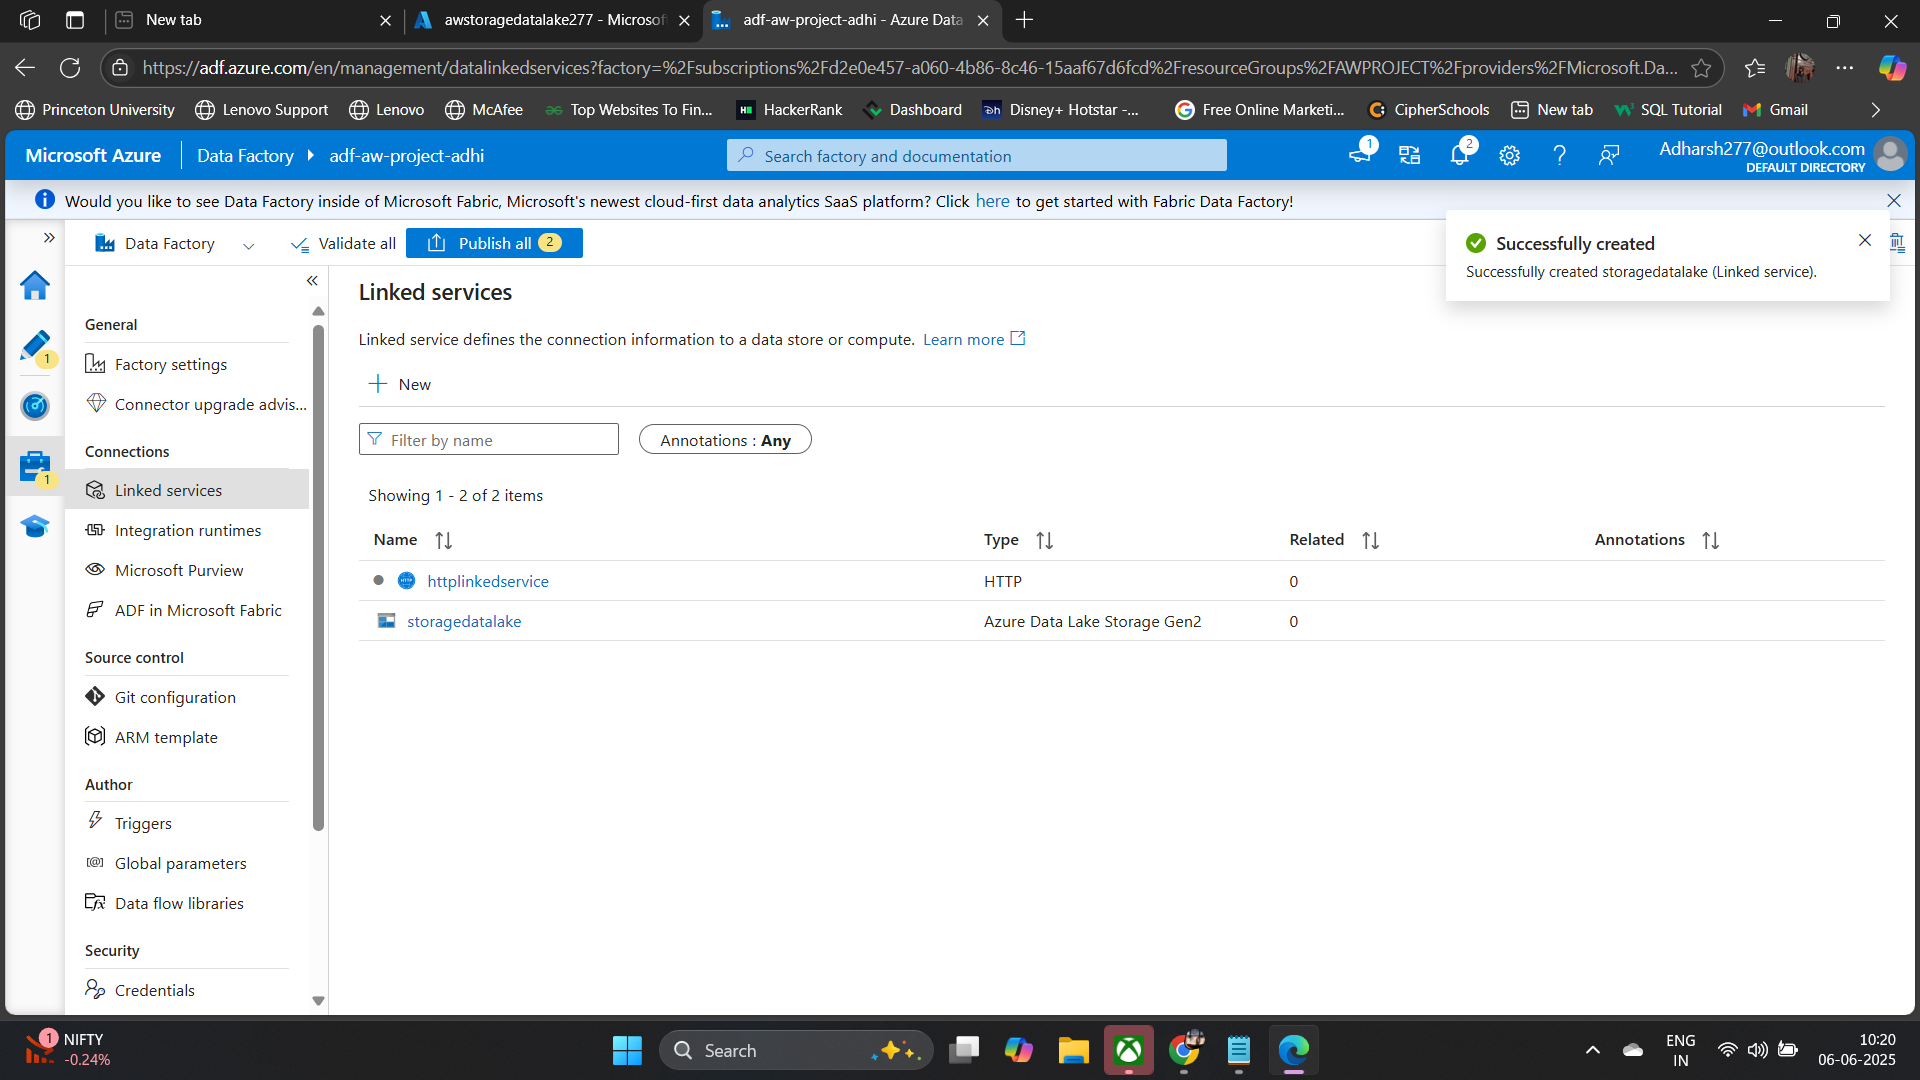 New tab
awstoragedatalake277 - Microsof
adf-aw-project-adhi - Azure Data
https://adf.azure.com/en/management/datalinkedservices?factory=%2Fsubscriptions%2Fd2e0e457-a060-4b86-8c46-15aaf67d6fcd%2FresourceGroups%2FAWPROJECT%2Fproviders%2FMicrosoft.Da...
Princeton University
Lenovo Support
Lenovo
McAfee
Top Websites To Fin...
HackerRank
Dashboard
Disney+ Hotstar -...
Free Online Marketi...
CipherSchools
New tab
SQL Tutorial
Gmail
Microsoft Azure
Data Factory
adf-aw-project-adhi
Search factory and documentation
1
2
Adharsh277@outlook.com
DEFAULT DIRECTORY
Would you like to see Data Factory inside of Microsoft Fabric, Microsoft's newest cloud-first data analytics SaaS platform? Click here to get started with Fabric Data Factory!
Data Factory
Validate all
Publish all 2
Successfully created
Successfully created storagedatalake (Linked service).
1
1
General
Factory settings
Connector upgrade advis...
Connections
Linked services
Integration runtimes
Microsoft Purview
ADF in Microsoft Fabric
Source control
Git configuration
ARM template
Author
Triggers
Global parameters
Data flow libraries
Security
Credentials
Linked services
Linked service defines the connection information to a data store or compute. Learn more
New
Filter by name
Annotations : Any
Showing 1 - 2 of 2 items
Name Type Related Annotations
HTTP httplinkedservice HTTP 0
storagedatalake Azure Data Lake Storage Gen2 0
1
NIFTY
-0.24%
Search
ENG
IN
10:20
06-06-2025